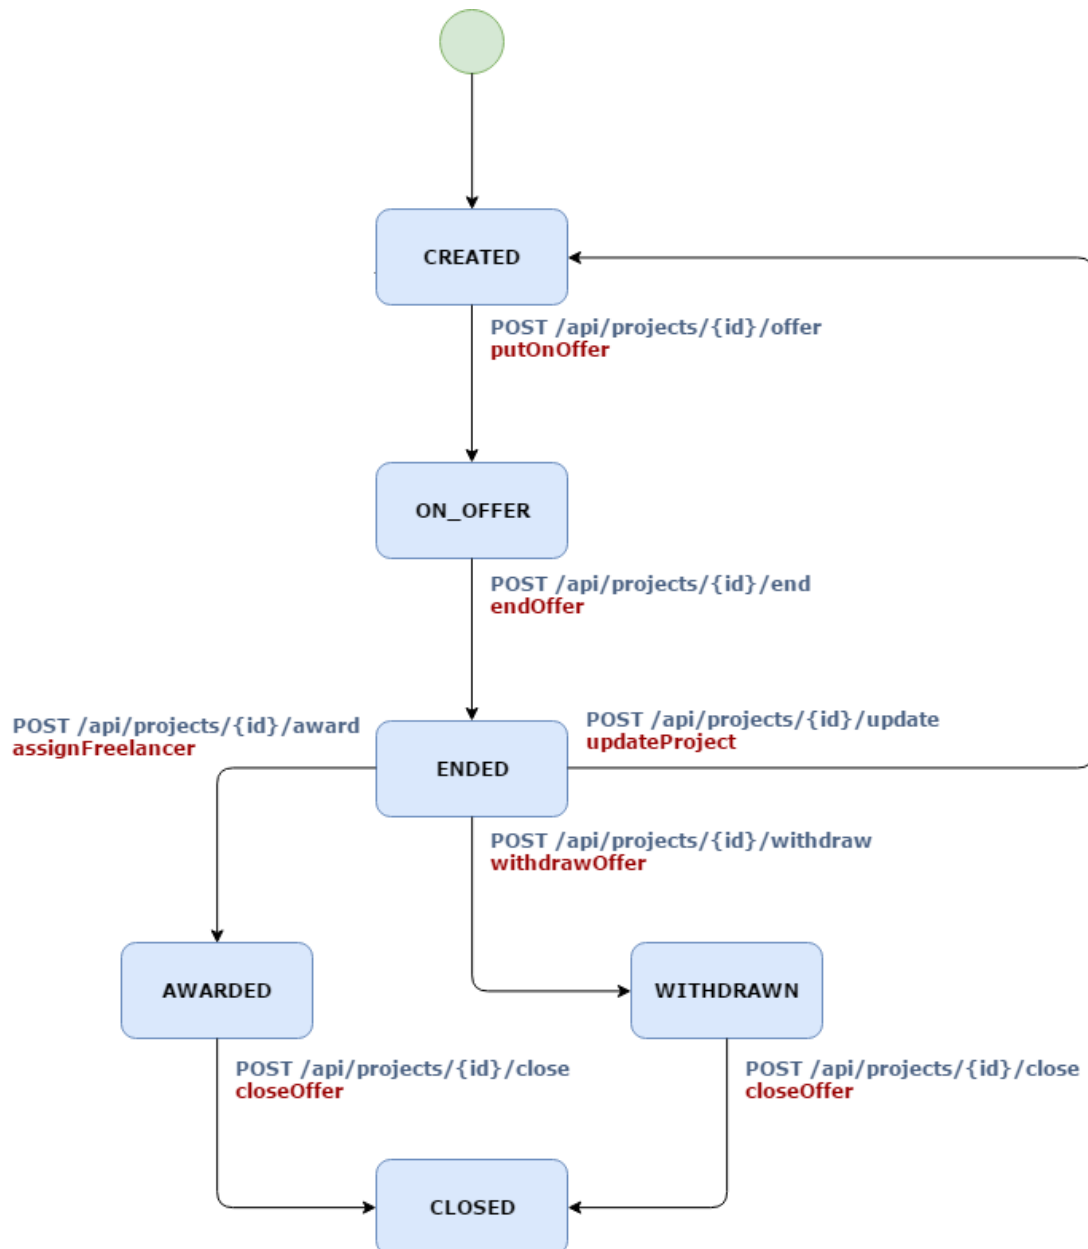 CREATED
POST /api/projects/{id}/offer
putOnOffer
ON_OFFER
POST /api/projects/{id}/end
endOffer
POST /api/projects/{id}/award
assignFreelancer
POST /api/projects/{id}/update
updateProject
ENDED
POST /api/projects/{id}/withdraw
withdrawOffer
AWARDED
WITHDRAWN
POST /api/projects/{id}/close
closeOffer
POST /api/projects/{id}/close
closeOffer
CLOSED